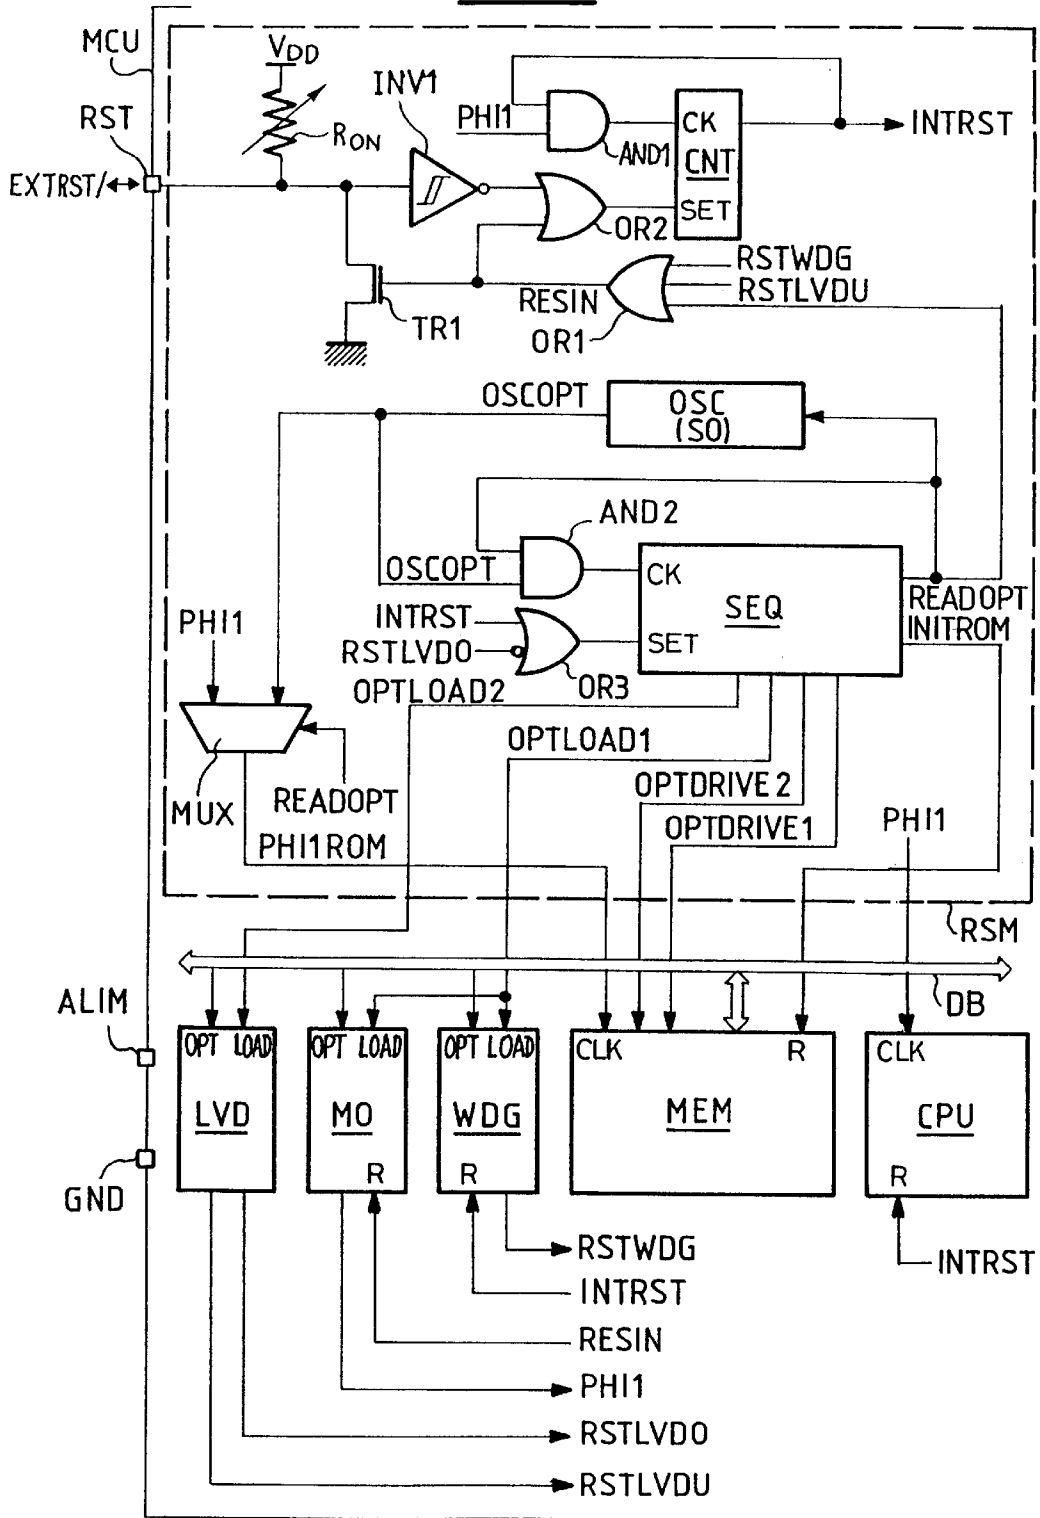 MCU
VDD
INV1
RST
RON
PHI1
AND1
CK
CNT
INTRST
EXTRST/
OR2
SET
RSTWDG
RSTLVDU
RESIN
TR1
OR1
OSCOPT
OSC
(SO)
AND2
OSCOPT
CK
SEQ
READOPT
INITROM
PHI1
INTRST
RSTLVDO
SET
OR3
OPTLOAD2
OPTLOAD1
OPTDRIVE2
OPTDRIVE1
MUX
READOPT
PHI1ROM
PHI1
RSM
DB
ALIM
OPT LOAD
OPT LOAD
OPT LOAD
CLK
R
CLK
LVD
MO
WDG
MEM
CPU
GND
R
R
R
RSTWDG
INTRST
INTRST
RESIN
PHI1
RSTLVDO
RSTLVDU